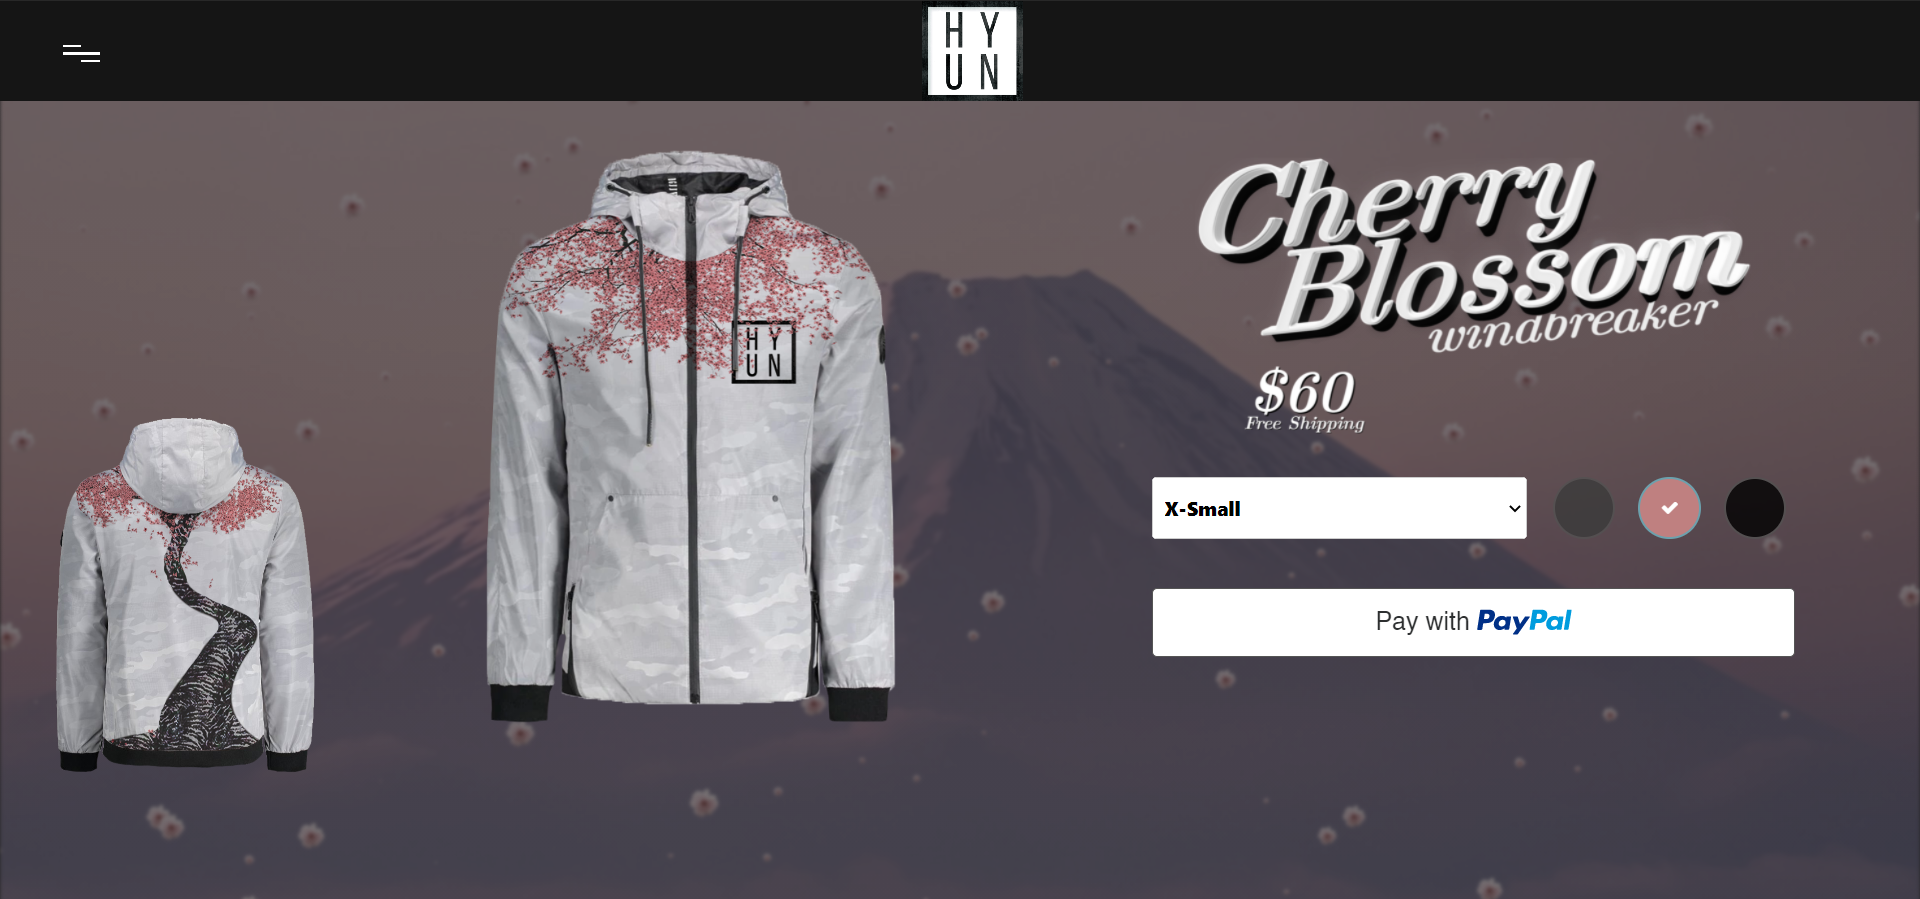 H Y
U N
Cherry
Blossom
windbreaker
H Y
U N
$60
Free Shipping
X-Small
Pay with PayPal